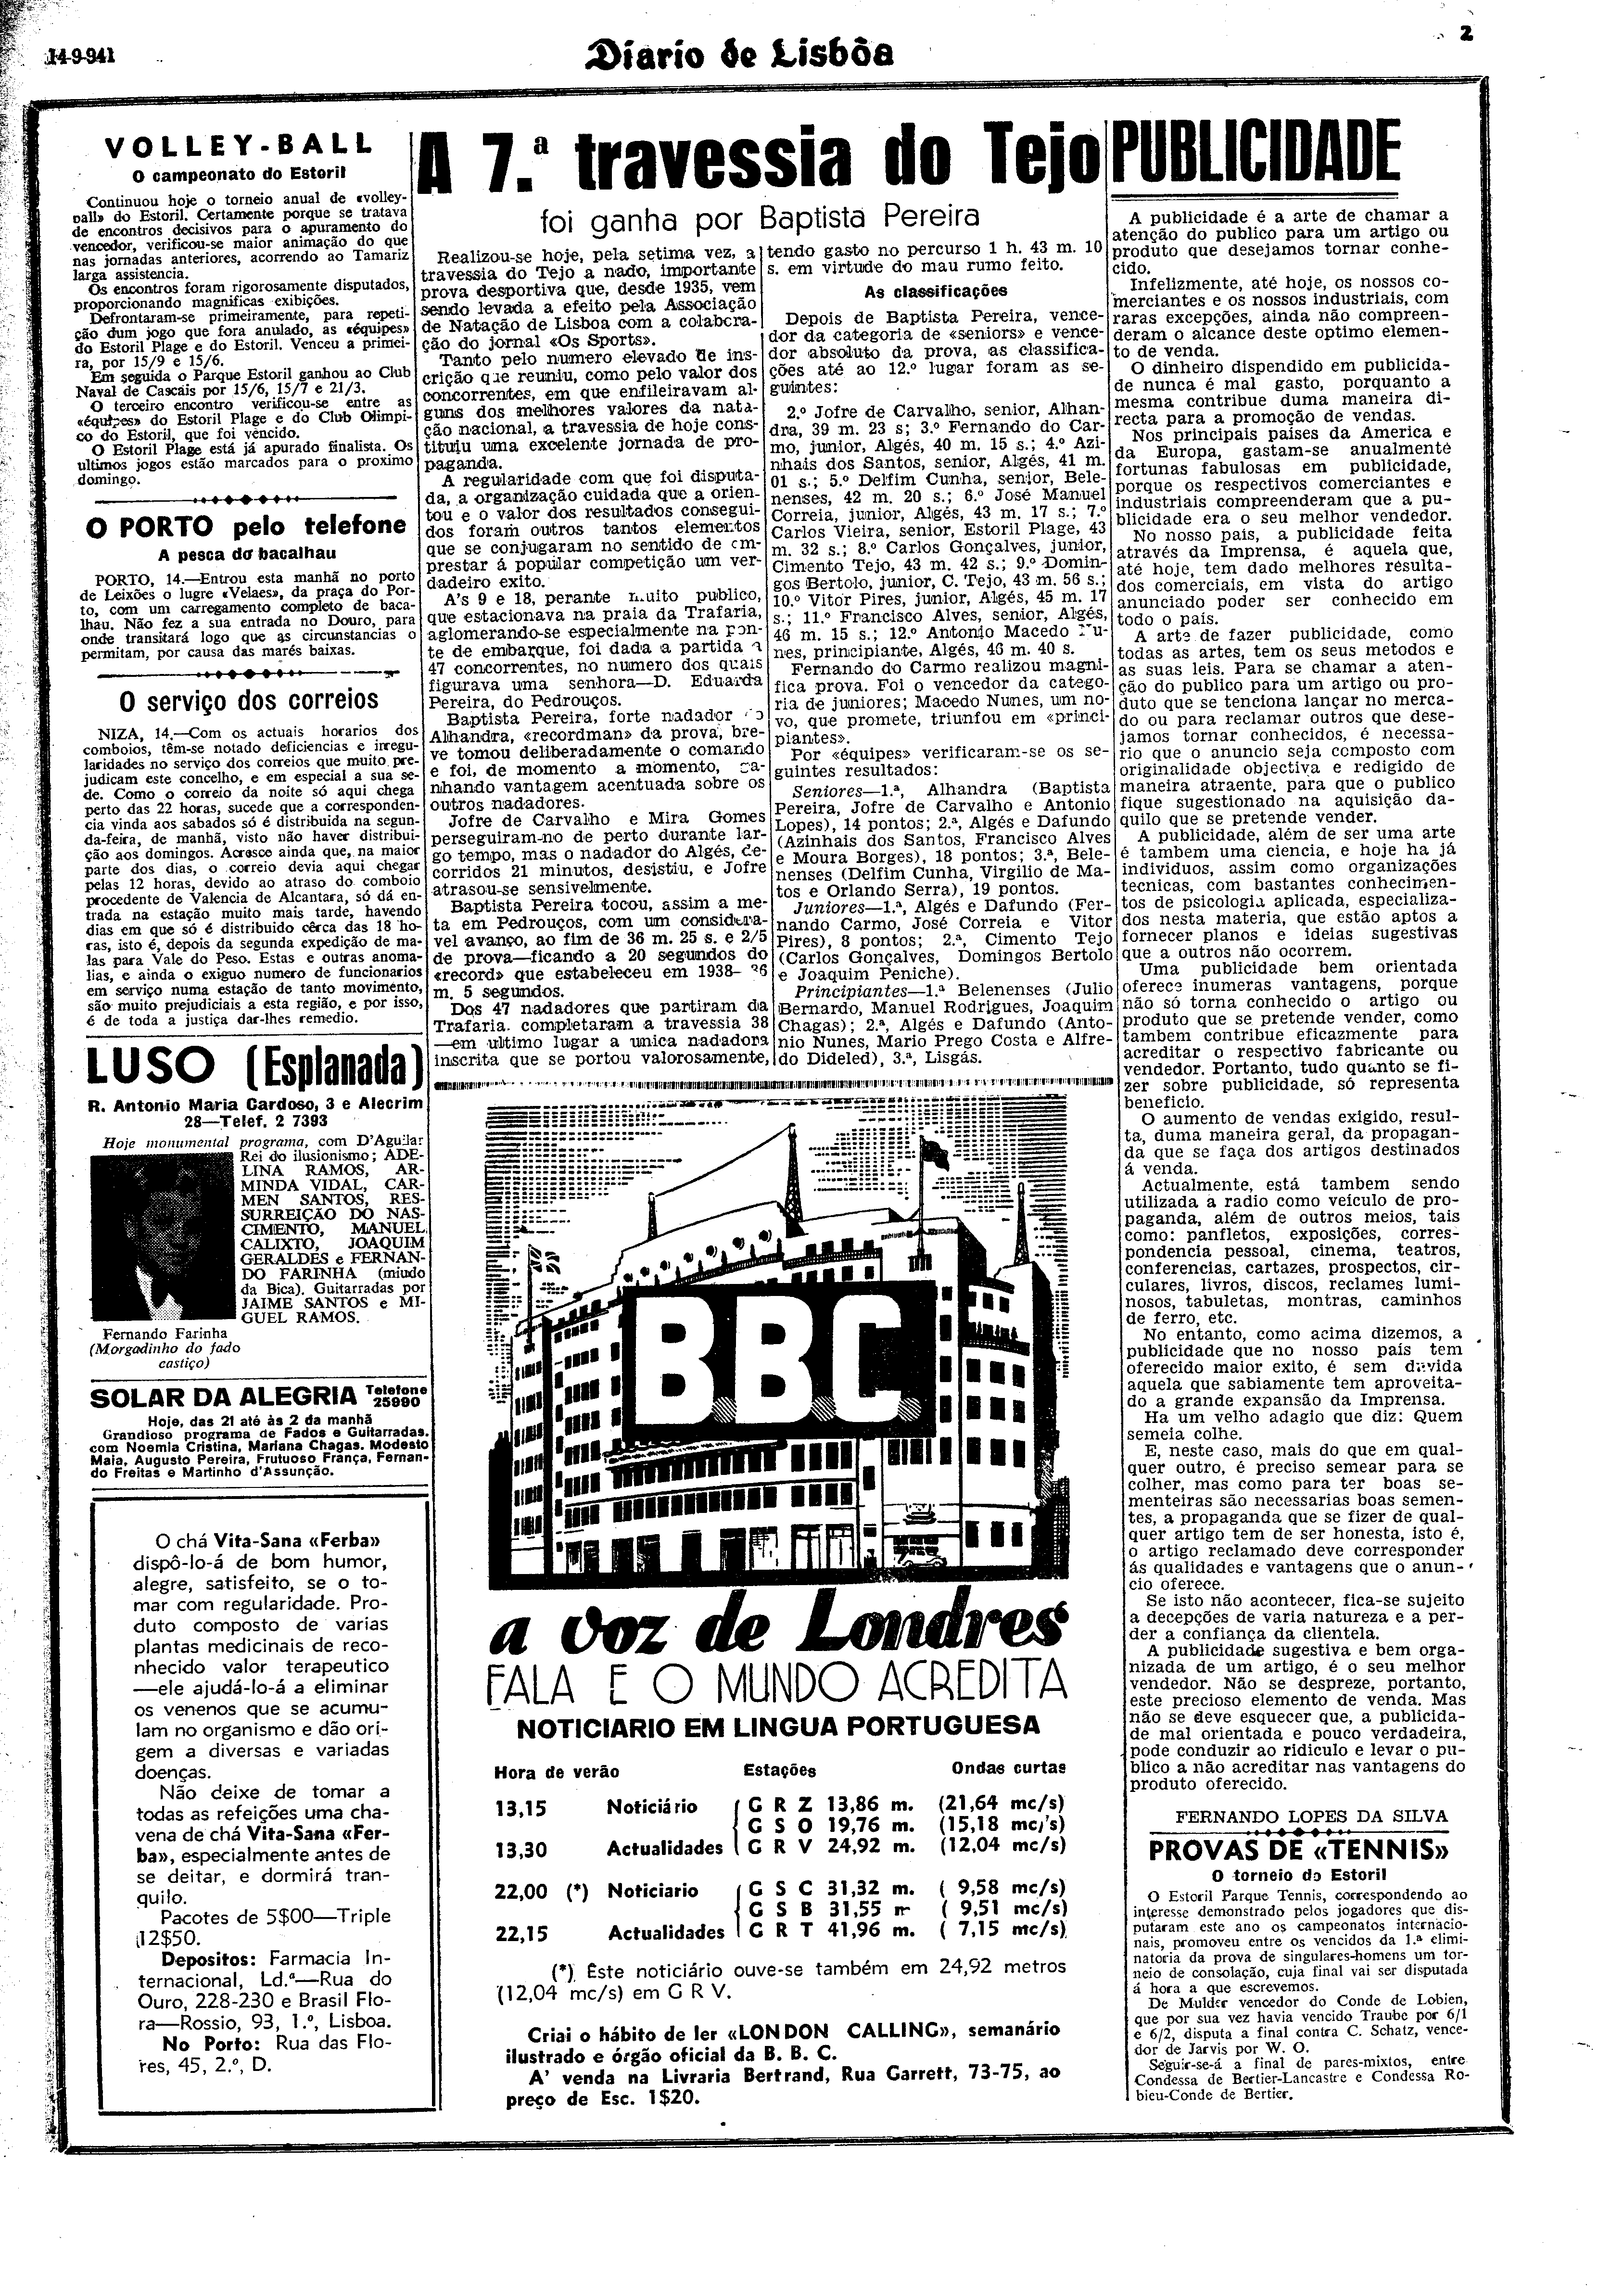 14-9-941
Diario de Lisbôa
2
VOLLEY-BALL
O campeonato do Estoril
Continuou hoje o torneio anual de «volley-
ball» do Estoril. Certamente porque se tratava
de encontros decisivos para o apuramento do
vencedor, verificou-se maior animação do que
nas jornadas anteriores, acorrendo ao Tamariz
larga assistencia.
Os encontros foram rigorosamente disputados,
proporcionando magnificas exibições.
Defrontaram-se primeiramente, para repeti-
ção dum jogo que fora anulado, as «équipes»
do Estoril Plage e do Estoril. Venceu a primei-
ra, por 15/9 e 15/6.
Em seguida o Parque Estoril ganhou ao Club
Naval de Cascais por 15/6, 15/7 e 21/3.
O terceiro encontro verificou-se entre as
«équipes» do Estoril Plage e do Club Olimpi-
co do Estoril, que foi vencido.
O Estoril Plage está já apurado finalista. Os
ultimos jogos estão marcados para o proximo
domingo.
O PORTO pelo telefone
A pesca do bacalhau
PORTO, 14.—Entrou esta manhã no porto
de Leixões o lugre «Velaes», da praça do Por-
to, com um carregamento completo de baca-
lhau. Não fez a sua entrada no Douro, para
onde transitará logo que as circunstancias o
permitam, por causa das marés baixas.
O serviço dos correios
NIZA, 14.—Com os actuais horarios dos
comboios, têm-se notado deficiencias e irregu-
laridades no serviço dos correios que muito pre-
judicam este concelho, e em especial a sua se-
de. Como o correio da noite só aqui chega
perto das 22 horas, sucede que a corresponden-
cia vinda aos sabados só é distribuida na segun-
da-feira, de manhã, visto não haver distribui-
ção aos domingos. Acresce ainda que, na maior
parte dos dias, o correio devia aqui chegar
pelas 12 horas, devido ao atraso do comboio
procedente de Valencia de Alcantara, só dá en-
trada na estação muito mais tarde, havendo
dias em que só é distribuido cêrca das 18 ho-
ras, isto é, depois da segunda expedição de ma-
las para Vale do Peso. Estas e outras anoma-
lias, e ainda o exiguo numero de funcionarios
em serviço numa estação de tanto movimento,
são muito prejudiciais a esta região, e por isso,
é de toda a justiça dar-lhes remedio.
LUSO (Esplanada)
R. Antonio Maria Cardoso, 3 e Alecrim
28—Telef. 2 7393
Hoje monumental programa, com D'Aguilar
Rei do ilusionismo; ADE-
LINA RAMOS, AR-
MINDA VIDAL, CAR-
MEN SANTOS, RES-
SURREIÇÃO DO NAS-
CIMENTO, MANUEL
CALIXTO, JOAQUIM
GERALDES e FERNAN-
DO FARINHA (miudo
da Bica). Guitarradas por
JAIME SANTOS e MI-
GUEL RAMOS.
Fernando Farinha
(Morgadinho do fado
castiço)
SOLAR DA ALEGRIA Telefone
25990
Hoje, das 21 até às 2 da manhã
Grandioso programa de Fados e Guitarradas.
com Noemia Cristina, Mariana Chagas. Modesto
Maia, Augusto Pereira, Frutuoso França, Fernan-
do Freitas e Martinho d'Assunção.
O chá Vita-Sana «Ferba»
dispô-lo-á de bom humor,
alegre, satisfeito, se o to-
mar com regularidade. Pro-
duto composto de varias
plantas medicinais de reco-
nhecido valor terapeutico
—ele ajudá-lo-á a eliminar
os venenos que se acumu-
lam no organismo e dão ori-
gem a diversas e variadas
doenças.
Não deixe de tomar a
todas as refeições uma cha-
vena de chá Vita-Sana «Fer-
ba», especialmente antes de
se deitar, e dormirá tran-
quilo.
Pacotes de 5$00—Triple
12$50.
Depositos: Farmacia In-
ternacional, Ld.ª—Rua do
Ouro, 228-230 e Brasil Flo-
ra—Rossio, 93, 1.º, Lisboa.
No Porto: Rua das Flo-
res, 45, 2.º, D.
A 7.ª travessia do Tejo
foi ganha por Baptista Pereira
Realizou-se hoje, pela setima vez, a
travessia do Tejo a nado, importante
prova desportiva que, desde 1935, vem
sendo levada a efeito pela Associação
de Natação de Lisboa com a colabora-
ção do jornal «Os Sports».
Tanto pelo numero elevado de ins-
crição que reuniu, como pelo valor dos
concorrentes, em que enfileiravam al-
guns dos melhores valores da nata-
ção nacional, a travessia de hoje cons-
tituiu uma excelente jornada de pro-
paganda.
A regularidade com que foi disputa-
da, a organização cuidada que a orien-
tou e o valor dos resultados consegui-
dos foram outros tantos elementos
que se conjugaram no sentido de em-
prestar á popular competição um ver-
dadeiro exito.
A's 9 e 18, perante muito publico,
que estacionava na praia da Trafaria,
aglomerando-se especialmente na pon-
te de embarque, foi dada a partida a
47 concorrentes, no numero dos quais
figurava uma senhora—D. Eduarda
Pereira, do Pedrouços.
Baptista Pereira, forte nadador do
Alhandra, «recordman» da prova, bre-
ve tomou deliberadamente o comando
e foi, de momento a momento, ga-
nhando vantagem acentuada sobre os
outros nadadores.
Jofre de Carvalho e Mira Gomes
perseguiram-no de perto durante lar-
go tempo, mas o nadador do Algés, de-
corridos 21 minutos, desistiu, e Jofre
atrasou-se sensivelmente.
Baptista Pereira tocou, assim a me-
ta em Pedrouços, com um considera-
vel avanço, ao fim de 36 m. 25 s. e 2/5
de prova—ficando a 20 segundos do
«record» que estabeleceu em 1938—36
m. 5 segundos.
Dos 47 nadadores que partiram da
Trafaria. completaram a travessia 38
—em ultimo lugar a unica nadadora
inscrita que se portou valorosamente,
tendo gasto no percurso 1 h. 43 m. 10
s. em virtude do mau rumo feito.
As classificações
Depois de Baptista Pereira, vence-
dor da categoria de «seniors» e vence-
dor absoluto da prova, as classifica-
ções até ao 12.º lugar foram as se-
guintes:
2.º Jofre de Carvalho, senior, Alhan-
dra, 39 m. 23 s; 3.º Fernando do Car-
mo, junior, Algés, 40 m. 15 s.; 4.º Azi-
nhais dos Santos, senior, Algés, 41 m.
01 s.; 5.º Delfim Cunha, senior, Bele-
nenses, 42 m. 20 s.; 6.º José Manuel
Correia, junior, Algés, 43 m. 17 s.; 7.º
Carlos Vieira, senior, Estoril Plage, 43
m. 32 s.; 8.º Carlos Gonçalves, junior,
Cimento Tejo, 43 m. 42 s.; 9.º Domin-
gos Bertolo, junior, C. Tejo, 43 m. 56 s.;
10.º Vitor Pires, junior, Algés, 45 m. 17
s.; 11.º Francisco Alves, senior, Algés,
46 m. 15 s.; 12.º Antonio Macedo Nu-
nes, principiante, Algés, 46 m. 40 s.
Fernando do Carmo realizou magni-
fica prova. Foi o vencedor da catego-
ria de juniores; Macedo Nunes, um no-
vo, que promete, triunfou em «princi-
piantes».
Por «équipes» verificaram-se os se-
guintes resultados:
Seniores—1.ª, Alhandra (Baptista
Pereira, Jofre de Carvalho e Antonio
Lopes), 14 pontos; 2.ª, Algés e Dafundo
(Azinhais dos Santos, Francisco Alves
e Moura Borges), 18 pontos; 3.ª, Bele-
nenses (Delfim Cunha, Virgilio de Ma-
tos e Orlando Serra), 19 pontos.
Juniores—1.ª, Algés e Dafundo (Fer-
nando Carmo, José Correia e Vitor
Pires), 8 pontos; 2.ª, Cimento Tejo
(Carlos Gonçalves, Domingos Bertolo
e Joaquim Peniche).
Principiantes—1.ª Belenenses (Julio
Bernardo, Manuel Rodrigues, Joaquim
Chagas); 2.ª, Algés e Dafundo (Anto-
nio Nunes, Mario Prego Costa e Alfre-
do Dideled), 3.ª, Lisgás.
B.B.C.
a voz de Londres
FALA E O MUNDO ACREDITA
NOTICIARIO EM LINGUA PORTUGUESA
Hora de verão Estações Ondas curtas
13,15 Noticiário G R Z 13,86 m. (21,64 mc/s)
G S O 19,76 m. (15,18 mc/s)
13,30 Actualidades G R V 24,92 m. (12,04 mc/s)
22,00 (*) Noticiario G S C 31,32 m. ( 9,58 mc/s)
G S B 31,55 m ( 9,51 mc/s)
22,15 Actualidades G R T 41,96 m. ( 7,15 mc/s)
(*) Este noticiário ouve-se também em 24,92 metros
(12,04 mc/s) em G R V.
Criai o hábito de ler «LONDON CALLING», semanário
ilustrado e órgão oficial da B. B. C.
A' venda na Livraria Bertrand, Rua Garrett, 73-75, ao
preço de Esc. 1$20.
PUBLICIDADE
A publicidade é a arte de chamar a
atenção do publico para um artigo ou
produto que desejamos tornar conhe-
cido.
Infelizmente, até hoje, os nossos co-
merciantes e os nossos industriais, com
raras excepções, ainda não compreen-
deram o alcance deste optimo elemen-
to de venda.
O dinheiro dispendido em publicida-
de nunca é mal gasto, porquanto a
mesma contribue duma maneira di-
recta para a promoção de vendas.
Nos principais países da America e
da Europa, gastam-se anualmente
fortunas fabulosas em publicidade,
porque os respectivos comerciantes e
industriais compreenderam que a pu-
blicidade era o seu melhor vendedor.
No nosso país, a publicidade feita
através da Imprensa, é aquela que,
até hoje, tem dado melhores resulta-
dos comerciais, em vista do artigo
anunciado poder ser conhecido em
todo o país.
A arte de fazer publicidade, como
todas as artes, tem os seus metodos e
as suas leis. Para se chamar a aten-
ção do publico para um artigo ou pro-
duto que se tenciona lançar no merca-
do ou para reclamar outros que dese-
jamos tornar conhecidos, é necessa-
rio que o anuncio seja composto com
originalidade objectiva e redigido de
maneira atraente, para que o publico
fique sugestionado na aquisição da-
quilo que se pretende vender.
A publicidade, além de ser uma arte
é tambem uma ciencia, e hoje ha já
individuos, assim como organizações
tecnicas, com bastantes conhecimen-
tos de psicologia aplicada, especializa-
dos nesta materia, que estão aptos a
fornecer planos e ideias sugestivas
que a outros não ocorrem.
Uma publicidade bem orientada
oferece inumeras vantagens, porque
não só torna conhecido o artigo ou
produto que se pretende vender, como
tambem contribue eficazmente para
acreditar o respectivo fabricante ou
vendedor. Portanto, tudo quanto se fi-
zer sobre publicidade, só representa
beneficio.
O aumento de vendas exigido, resul-
ta, duma maneira geral, da propagan-
da que se faça dos artigos destinados
á venda.
Actualmente, está tambem sendo
utilizada a radio como veículo de pro-
paganda, além de outros meios, tais
como: panfletos, exposições, corres-
pondencia pessoal, cinema, teatros,
conferencias, cartazes, prospectos, cir-
culares, livros, discos, reclames lumi-
nosos, tabuletas, montras, caminhos
de ferro, etc.
No entanto, como acima dizemos, a
publicidade que no nosso país tem
oferecido maior exito, é sem duvida
aquela que sabiamente tem aproveita-
do a grande expansão da Imprensa.
Ha um velho adagio que diz: Quem
semeia colhe.
E, neste caso, mais do que em qual-
quer outro, é preciso semear para se
colher, mas como para ter boas se-
menteiras são necessarias boas semen-
tes, a propaganda que se fizer de qual-
quer artigo tem de ser honesta, isto é,
o artigo reclamado deve corresponder
ás qualidades e vantagens que o anun-
cio oferece.
Se isto não acontecer, fica-se sujeito
a decepções de varia natureza e a per-
der a confiança da clientela.
A publicidade sugestiva e bem orga-
nizada de um artigo, é o seu melhor
vendedor. Não se despreze, portanto,
este precioso elemento de venda. Mas
não se deve esquecer que, a publicida-
de mal orientada e pouco verdadeira,
pode conduzir ao ridiculo e levar o pu-
blico a não acreditar nas vantagens do
produto oferecido.
FERNANDO LOPES DA SILVA
PROVAS DE «TENNIS»
O torneio do Estoril
O Estoril Parque Tennis, correspondendo ao
interesse demonstrado pelos jogadores que dis-
putaram este ano os campeonatos internacio-
nais, promoveu entre os vencidos da 1.ª elimi-
natoria da prova de singulares-homens um tor-
neio de consolação, cuja final vai ser disputada
á hora a que escrevemos.
De Mulder vencedor do Conde de Lobien,
que por sua vez havia vencido Traube por 6/1
e 6/2, disputa a final contra C. Schatz, vence-
dor de Jarvis por W. O.
Seguir-se-á a final de pares-mixtos, entre
Condessa de Bertier-Lancastre e Condessa Ro-
bieu-Conde de Bertier.